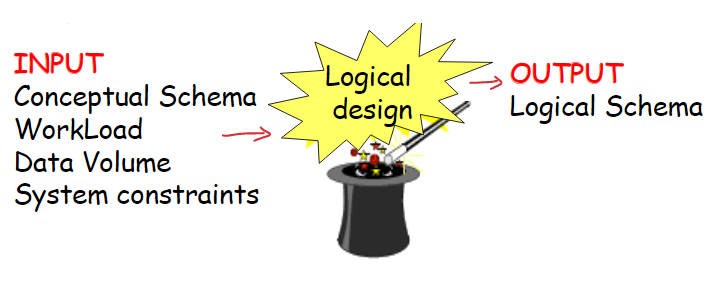 INPUT
Conceptual Schema
WorkLoad
Data Volume
System constraints
Logical
design
OUTPUT
Logical Schema